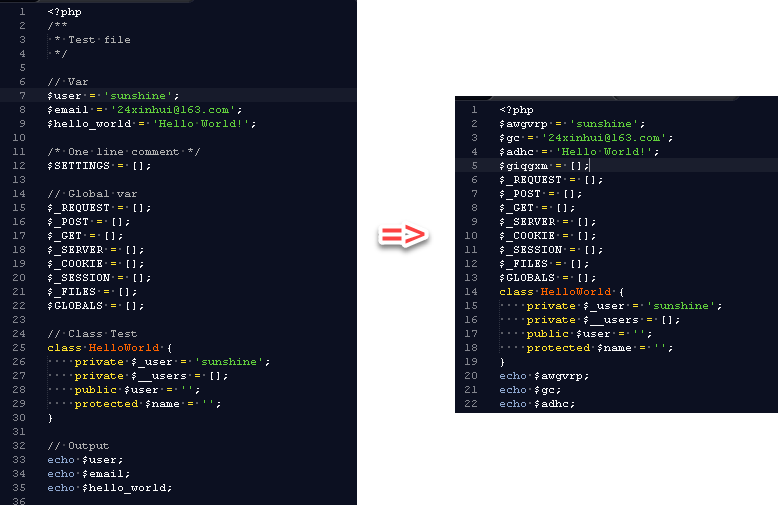 1 <?php
2 /**
3  * Test file
4  */
5
6 // Var
7 $user = 'sunshine';
8 $email = '24xinhui@163.com';
9 $hello_world = 'Hello World!';
10
11 /* One line comment */
12 $SETTINGS = [];
13
14 // Global var
15 $_REQUEST = [];
16 $_POST = [];
17 $_GET = [];
18 $_SERVER = [];
19 $_COOKIE = [];
20 $_SESSION = [];
21 $_FILES = [];
22 $GLOBALS = [];
23
24 // Class Test
25 class HelloWorld {
26     private $_user = 'sunshine';
27     private $__users = [];
28     public $user = '';
29     protected $name = '';
30 }
31
32 // Output
33 echo $user;
34 echo $email;
35 echo $hello_world;
36
=>
1 <?php
2 $awgvrp = 'sunshine';
3 $gc = '24xinhui@163.com';
4 $adhc = 'Hello World!';
5 $giqgxm = [];
6 $_REQUEST = [];
7 $_POST = [];
8 $_GET = [];
9 $_SERVER = [];
10 $_COOKIE = [];
11 $_SESSION = [];
12 $_FILES = [];
13 $GLOBALS = [];
14 class HelloWorld {
15     private $_user = 'sunshine';
16     private $__users = [];
17     public $user = '';
18     protected $name = '';
19 }
20 echo $awgvrp;
21 echo $gc;
22 echo $adhc;